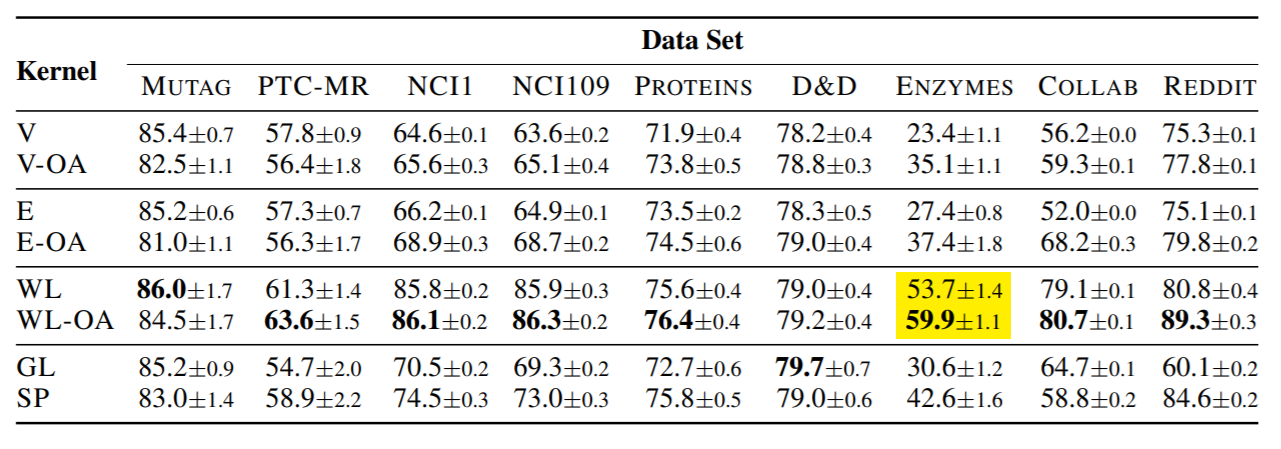 Data Set
Kernel
MUTAG PTC-MR NCI1 NCI109 PROTEINS D&D ENZYMES COLLAB REDDIT
V 85.4±0.7 57.8±0.9 64.6±0.1 63.6±0.2 71.9±0.4 78.2±0.4 23.4±1.1 56.2±0.0 75.3±0.1
V-OA 82.5±1.1 56.4±1.8 65.6±0.3 65.1±0.4 73.8±0.5 78.8±0.3 35.1±1.1 59.3±0.1 77.8±0.1
E 85.2±0.6 57.3±0.7 66.2±0.1 64.9±0.1 73.5±0.2 78.3±0.5 27.4±0.8 52.0±0.0 75.1±0.1
E-OA 81.0±1.1 56.3±1.7 68.9±0.3 68.7±0.2 74.5±0.6 79.0±0.4 37.4±1.8 68.2±0.3 79.8±0.2
WL 86.0±1.7 61.3±1.4 85.8±0.2 85.9±0.3 75.6±0.4 79.0±0.4 53.7±1.4 79.1±0.1 80.8±0.4
WL-OA 84.5±1.7 63.6±1.5 86.1±0.2 86.3±0.2 76.4±0.4 79.2±0.4 59.9±1.1 80.7±0.1 89.3±0.3
GL 85.2±0.9 54.7±2.0 70.5±0.2 69.3±0.2 72.7±0.6 79.7±0.7 30.6±1.2 64.7±0.1 60.1±0.2
SP 83.0±1.4 58.9±2.2 74.5±0.3 73.0±0.3 75.8±0.5 79.0±0.6 42.6±1.6 58.8±0.2 84.6±0.2